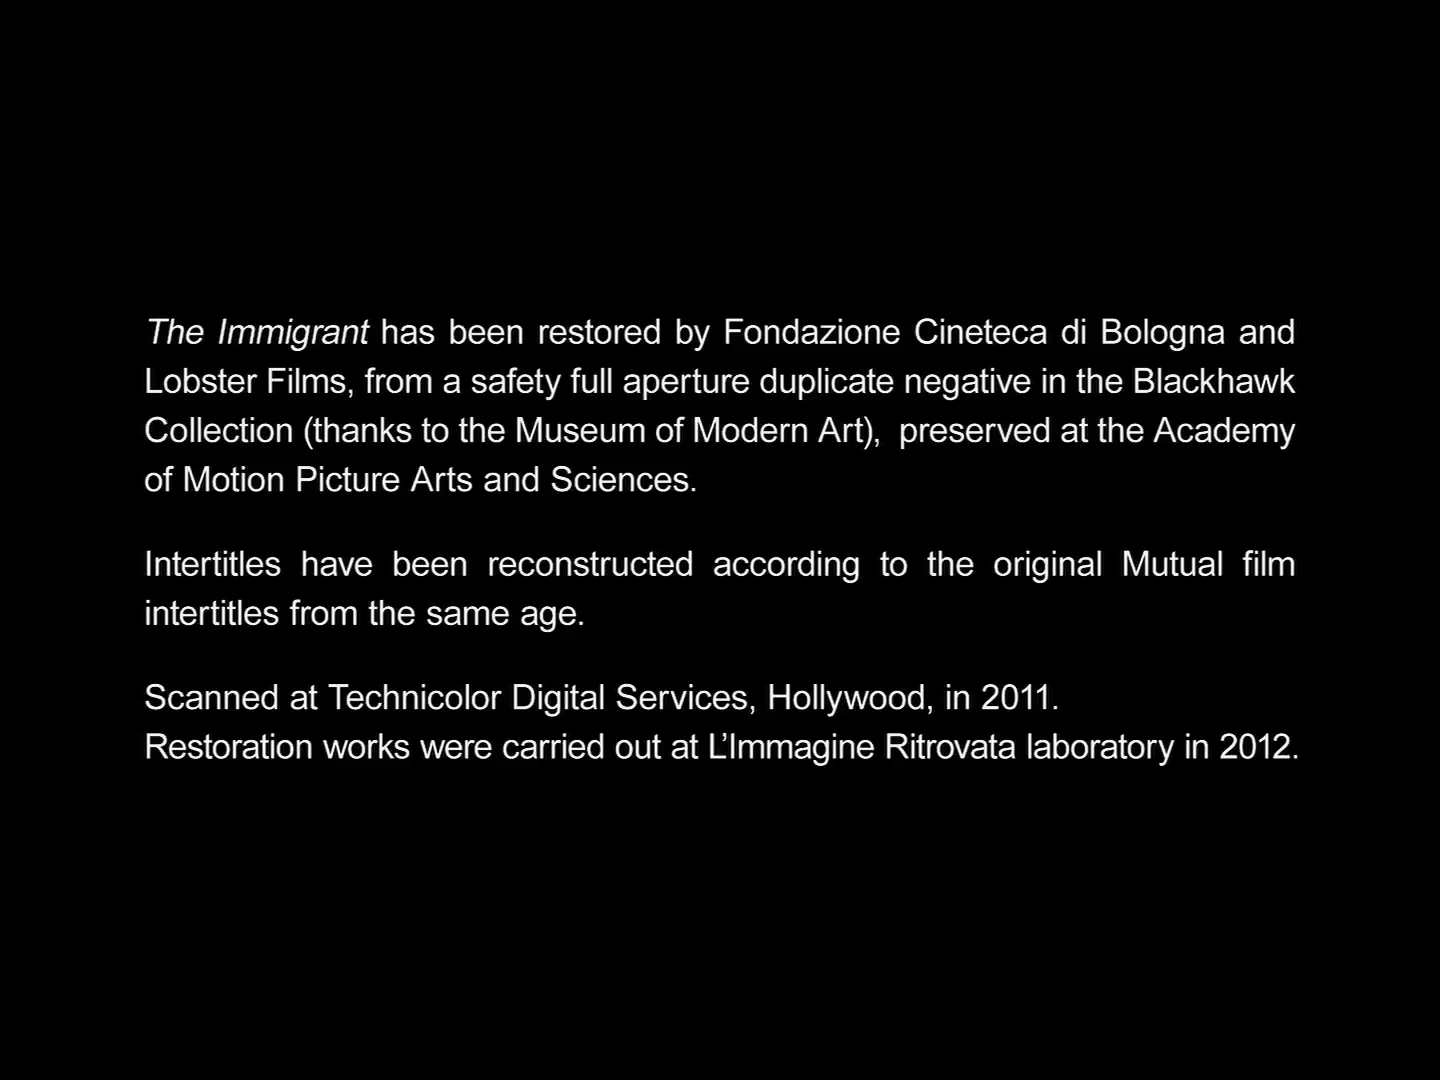 The Immigrant has been restored by Fondazione Cineteca di Bologna and
Lobster Films, from a safety full aperture duplicate negative in the Blackhawk
Collection (thanks to the Museum of Modern Art),  preserved at the Academy
of Motion Picture Arts and Sciences.
Intertitles have been reconstructed according to the original Mutual film
intertitles from the same age.
Scanned at Technicolor Digital Services, Hollywood, in 2011.
Restoration works were carried out at L’Immagine Ritrovata laboratory in 2012.